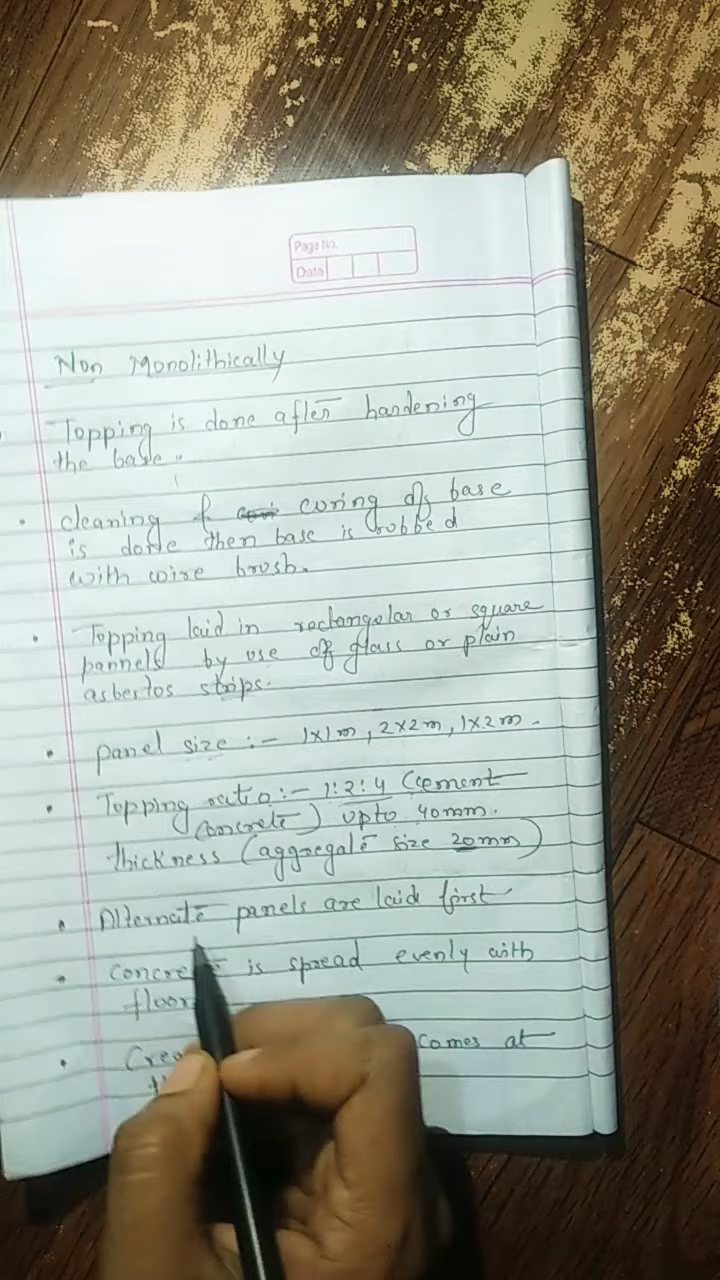 Page No.
Date
Non Monolithically
Topping is done after hardening
the base.
cleaning & curing of base
is done then base is rubbed
with wire brush.
Topping laid in rectangular or square
pannels by use of glass or plain
asbestos strips.
panel size :- 1x1m, 2x2m, 1x2m.
Topping ratio :- 1:2:4 (cement
concrete) upto 40mm.
thickness (aggregate size 20mm)
Alternate panels are laid first
concrete is spread evenly with
floor
comes at